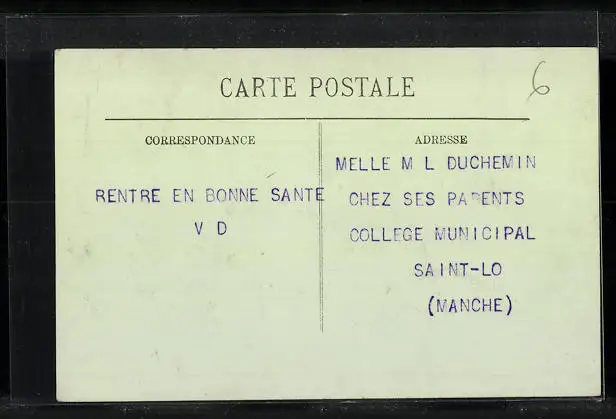 CARTE POSTALE
6
CORRESPONDANCE
RENTRE EN BONNE SANTE
V D
ADRESSE
MELLE M L DUCHEMIN
CHEZ SES PARENTS
COLLEGE MUNICIPAL
SAINT-LO
(MANCHE)